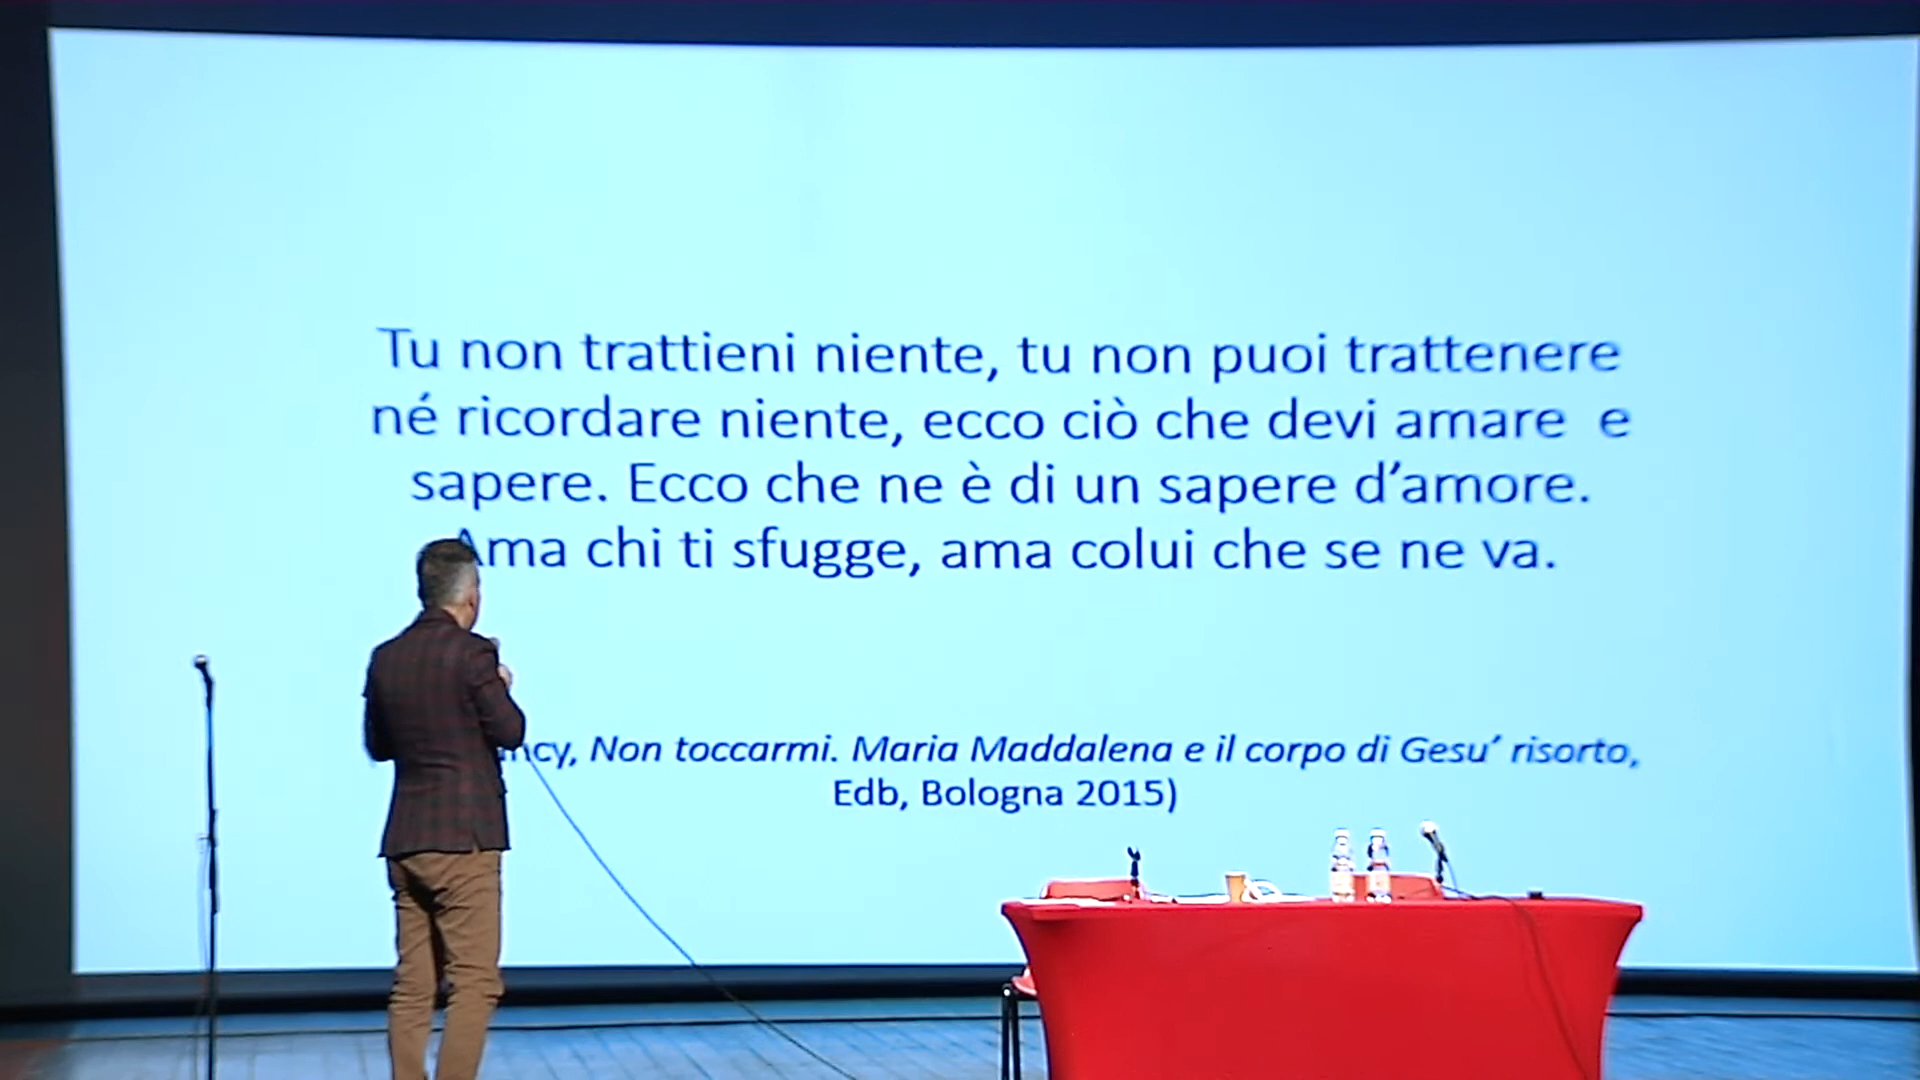 Tu non trattieni niente, tu non puoi trattenere
né ricordare niente, ecco ciò che devi amare e
sapere. Ecco che ne è di un sapere d’amore.
Ama chi ti sfugge, ama colui che se ne va.
Non toccarmi. Maria Maddalena e il corpo di Gesu’ risorto,
Edb, Bologna 2015)